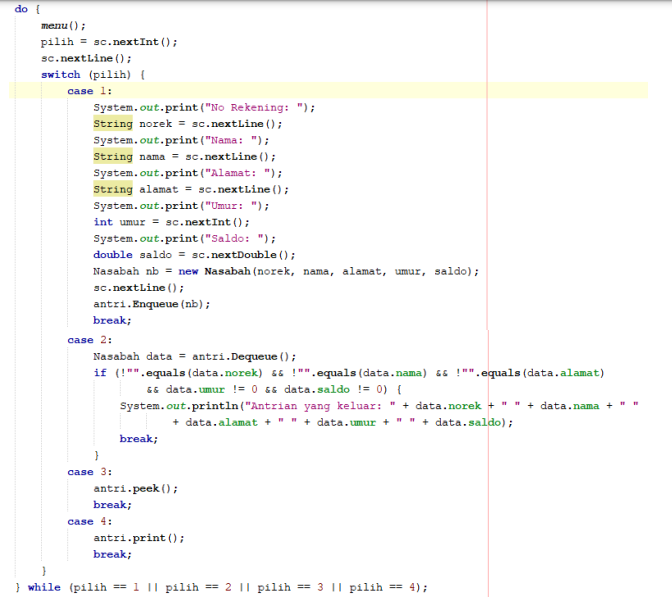 do {
    menu();
    pilih = sc.nextInt();
    sc.nextLine();
    switch (pilih) {
        case 1:
            System.out.print("No Rekening: ");
            String norek = sc.nextLine();
            System.out.print("Nama: ");
            String nama = sc.nextLine();
            System.out.print("Alamat: ");
            String alamat = sc.nextLine();
            System.out.print("Umur: ");
            int umur = sc.nextInt();
            System.out.print("Saldo: ");
            double saldo = sc.nextDouble();
            Nasabah nb = new Nasabah(norek, nama, alamat, umur, saldo);
            sc.nextLine();
            antri.Enqueue(nb);
            break;
        case 2:
            Nasabah data = antri.Dequeue();
            if (!"".equals(data.norek) && !"".equals(data.nama) && !"".equals(data.alamat)
                    && data.umur != 0 && data.saldo != 0) {
                System.out.println("Antrian yang keluar: " + data.norek + " " + data.nama + " "
                        + data.alamat + " " + data.umur + " " + data.saldo);
                break;
            }
        case 3:
            antri.peek();
            break;
        case 4:
            antri.print();
            break;
    }
} while (pilih == 1 || pilih == 2 || pilih == 3 || pilih == 4);